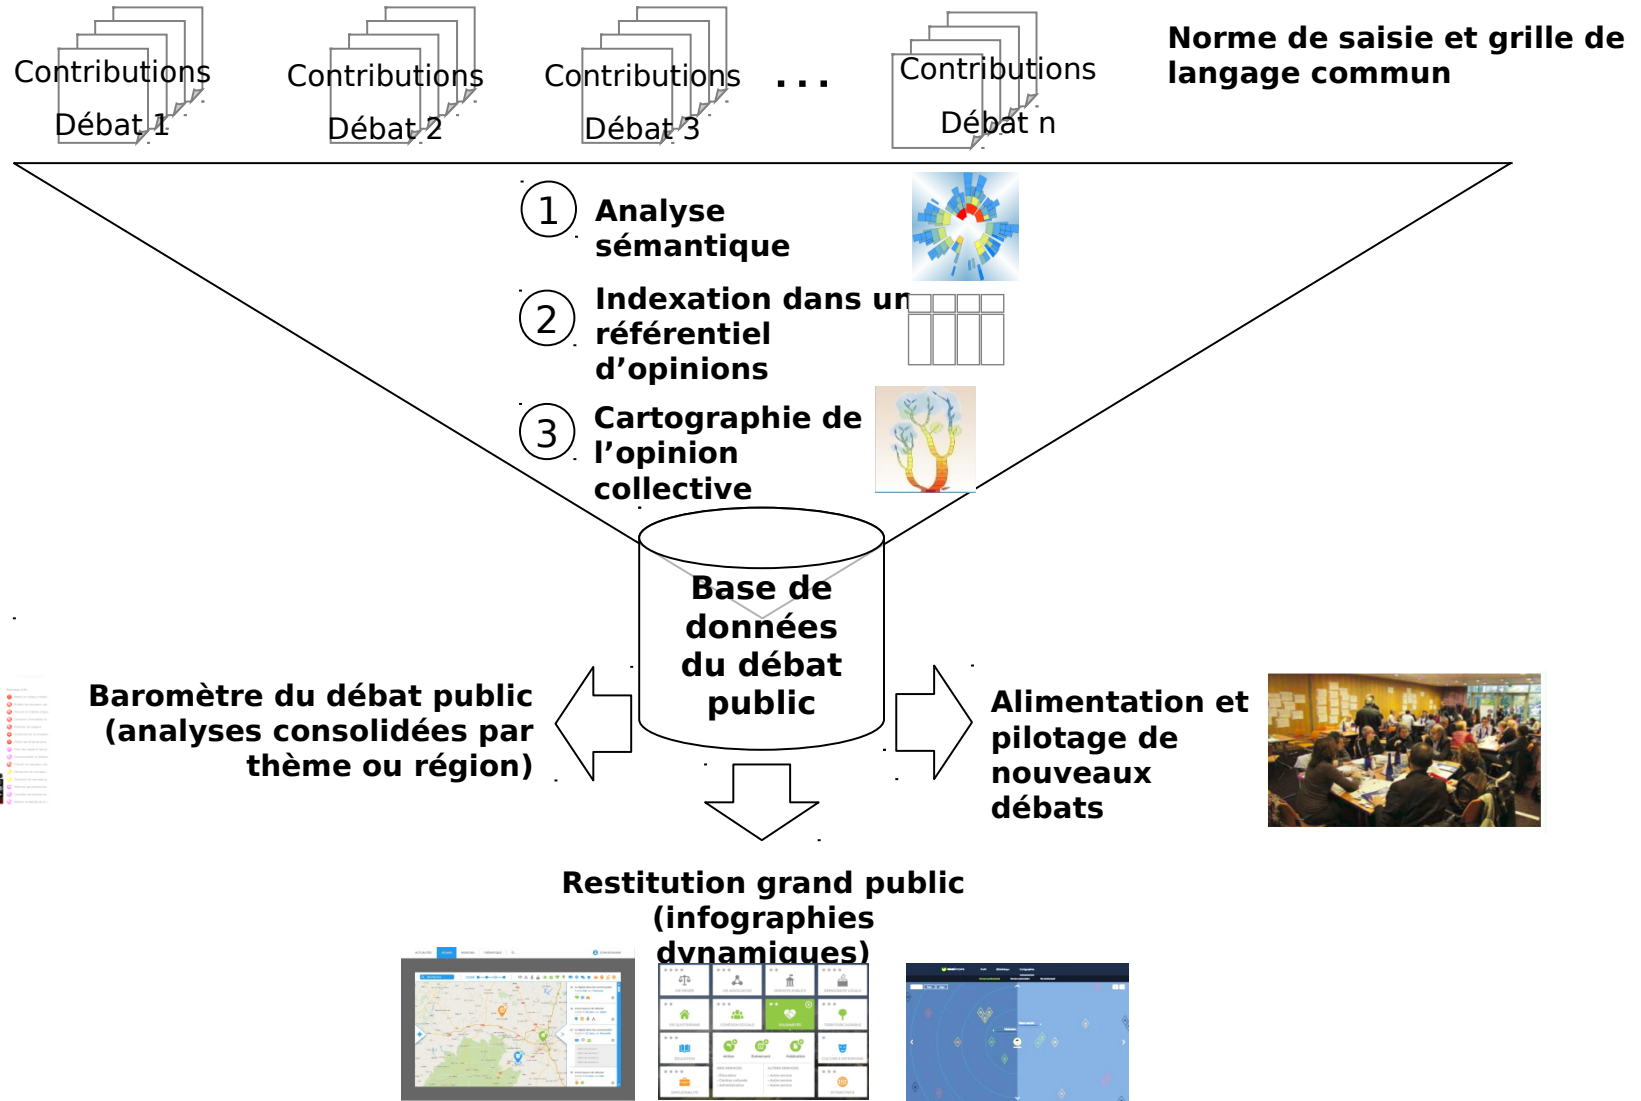 Contributions
Débat 1
Contributions
Débat 2
Contributions
Débat 3
...
Contributions
Débat n
Norme de saisie et grille de
langage commun
1
Analyse
sémantique
2
Indexation dans un
référentiel
d’opinions
3
Cartographie de
l’opinion
collective
Base de
données
du débat
public
Baromètre du débat public
(analyses consolidées par
thème ou région)
Alimentation et
pilotage de
nouveaux
débats
Restitution grand public
(infographies
dynamiques)